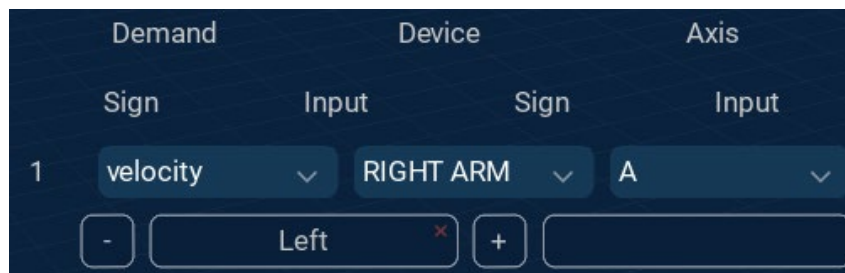 Demand Device Axis
Sign Input Sign Input
1 velocity RIGHT ARM A
- Left × +